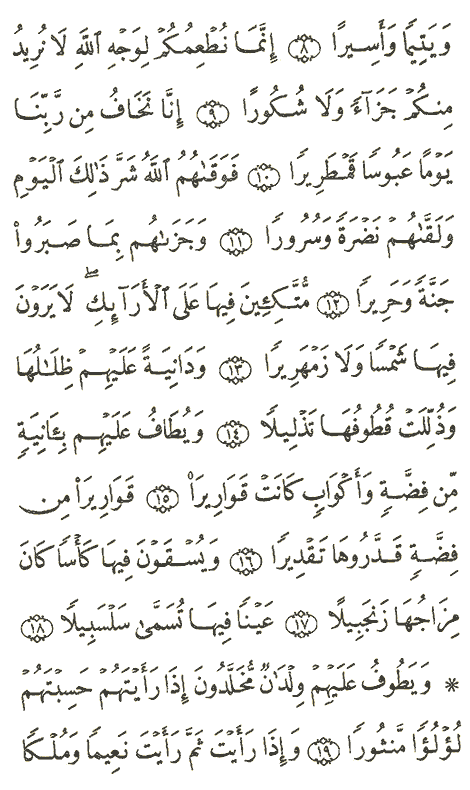 وَيَتِيمًا وَأَسِيرًا ۝٨ إِنَّمَا نُطْعِمُكُمْ لِوَجْهِ ٱللَّهِ لَا نُرِيدُ
مِنكُمْ جَزَآءً وَلَا شُكُورًا ۝٩ إِنَّا نَخَافُ مِن رَّبِّنَا
يَوْمًا عَبُوسًا قَمْطَرِيرًا ۝١٠ فَوَقَىٰهُمُ ٱللَّهُ شَرَّ ذَٰلِكَ ٱلْيَوْمِ
وَلَقَّىٰهُمْ نَضْرَةً وَسُرُورًا ۝١١ وَجَزَىٰهُم بِمَا صَبَرُوا۟
جَنَّةً وَحَرِيرًا ۝١٢ مُّتَّكِـِٔينَ فِيهَا عَلَى ٱلْأَرَآئِكِ ۖ لَا يَرَوْنَ
فِيهَا شَمْسًا وَلَا زَمْهَرِيرًا ۝١٣ وَدَانِيَةً عَلَيْهِمْ ظِلَـٰلُهَا
وَذُلِّلَتْ قُطُوفُهَا تَذْلِيلًا ۝١٤ وَيُطَافُ عَلَيْهِم بِـَٔانِيَةٍ
مِّن فِضَّةٍ وَأَكْوَابٍ كَانَتْ قَوَارِيرَا۠ ۝١٥ قَوَارِيرَا۟ مِن
فِضَّةٍ قَدَّرُوهَا تَقْدِيرًا ۝١٦ وَيُسْقَوْنَ فِيهَا كَأْسًا كَانَ
مِزَاجُهَا زَنجَبِيلًا ۝١٧ عَيْنًا فِيهَا تُسَمَّىٰ سَلْسَبِيلًا ۝١٨
* وَيَطُوفُ عَلَيْهِمْ وِلْدَٰنٌ مُّخَلَّدُونَ إِذَا رَأَيْتَهُمْ حَسِبْتَهُمْ
لُؤْلُؤًا مَّنثُورًا ۝١٩ وَإِذَا رَأَيْتَ ثَمَّ رَأَيْتَ نَعِيمًا وَمُلْكًا